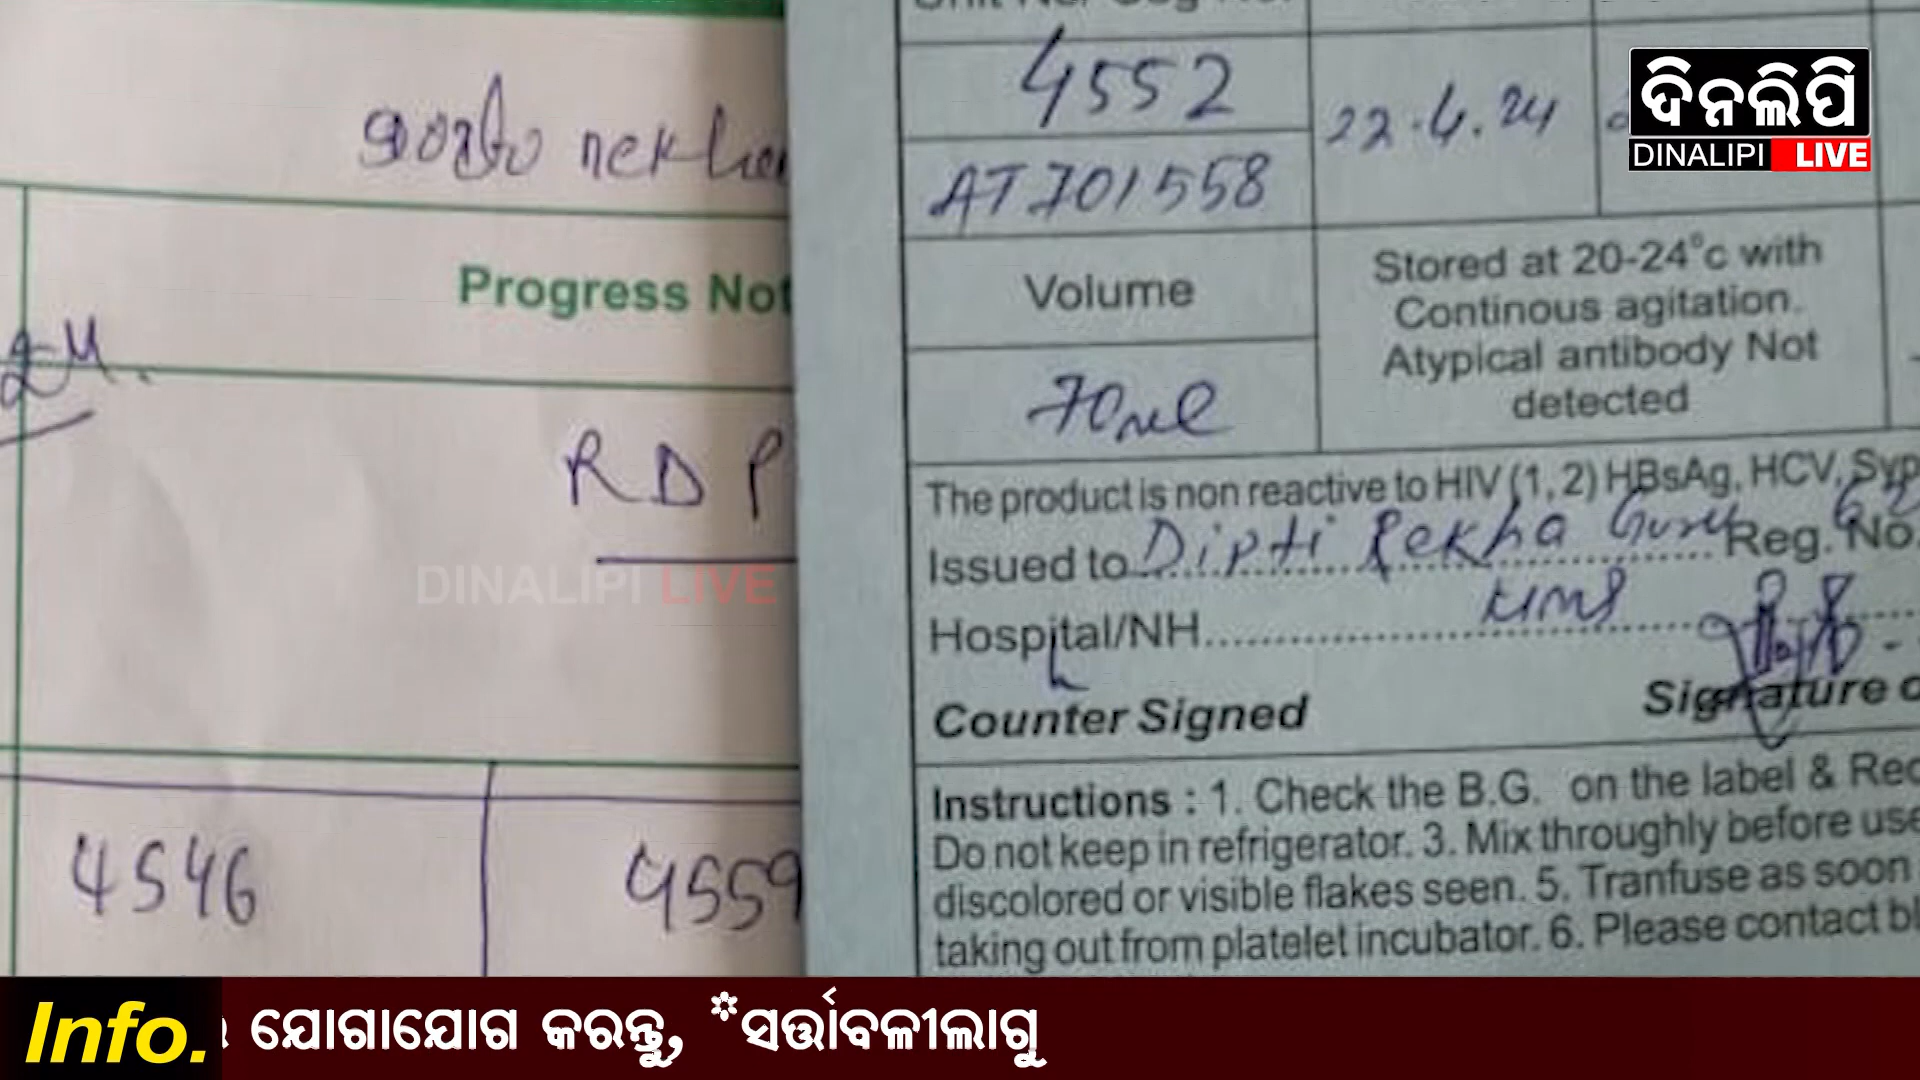 rekha
Progress Not
RDP
4546
4559
4552
22.4.24
AT701558
Volume
70ml
Stored at 20-24°c with
Continous agitation.
Atypical antibody Not
detected
The product is non reactive to HIV (1, 2) HBsAg, HCV, Syp
Issued to Dipti Rekha Guru Reg. No.
Hospital/NH
Counter Signed
Signature o
Instructions : 1. Check the B.G. on the label & Rec
Do not keep in refrigerator. 3. Mix throughly before use
discolored or visible flakes seen. 5. Tranfuse as soon
taking out from platelet incubator. 6. Please contact bl
ଦିନଲିପି
DINALIPI LIVE
DINALIPI LIVE
Info.
ଯୋଗାଯୋଗ କରନ୍ତୁ, *ସର୍ତ୍ତାବଳୀଲାଗୁ